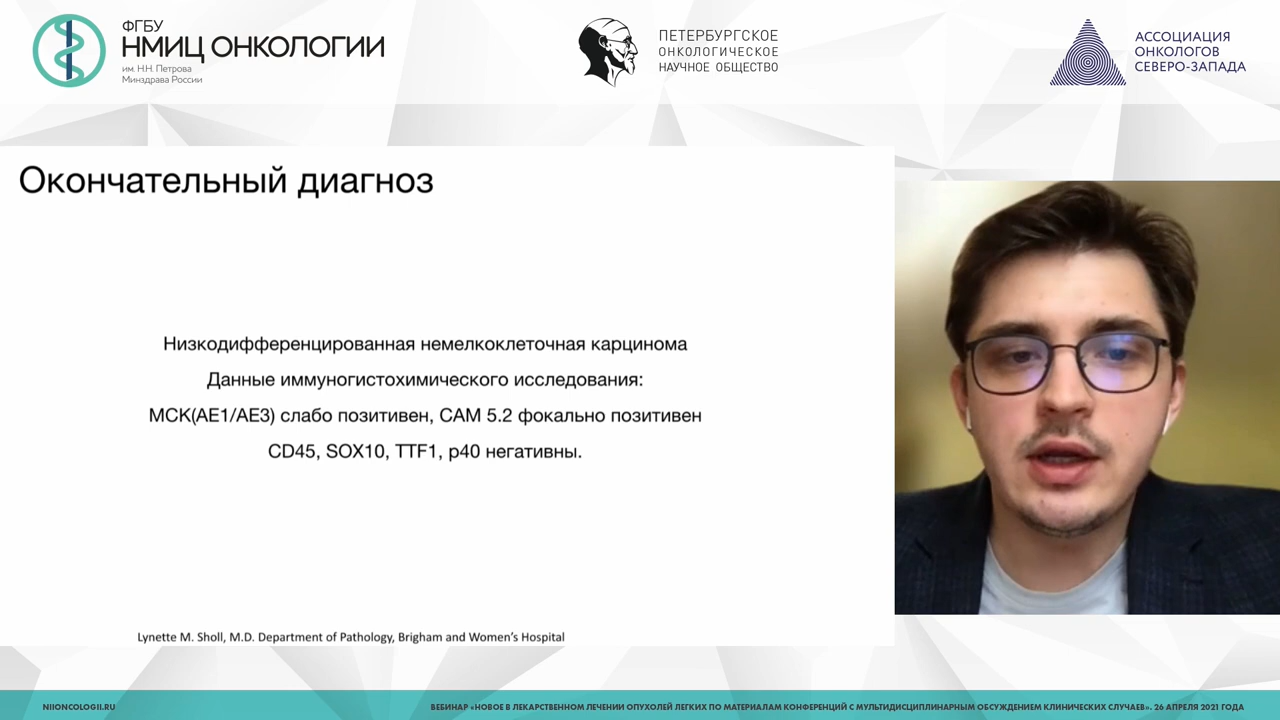 ФГБУ
НМИЦ ОНКОЛОГИИ
им. Н.Н. Петрова
Минздрава России
ПЕТЕРБУРГСКОЕ
ОНКОЛОГИЧЕСКОЕ
НАУЧНОЕ ОБЩЕСТВО
АССОЦИАЦИЯ
ОНКОЛОГОВ
СЕВЕРО-ЗАПАДА
Окончательный диагноз
Низкодифференцированная немелкоклеточная карцинома
Данные иммуногистохимического исследования:
МСК(AE1/AE3) слабо позитивен, CAM 5.2 фокально позитивен
CD45, SOX10, TTF1, p40 негативны.
Lynette M. Sholl, M.D. Department of Pathology, Brigham and Women’s Hospital
NIIONCOLOGII.RU
ВЕБИНАР «НОВОЕ В ЛЕКАРСТВЕННОМ ЛЕЧЕНИИ ОПУХОЛЕЙ ЛЕГКИХ ПО МАТЕРИАЛАМ КОНФЕРЕНЦИЙ С МУЛЬТИДИСЦИПЛИНАРНЫМ ОБСУЖДЕНИЕМ КЛИНИЧЕСКИХ СЛУЧАЕВ». 26 АПРЕЛЯ 2021 ГОДА